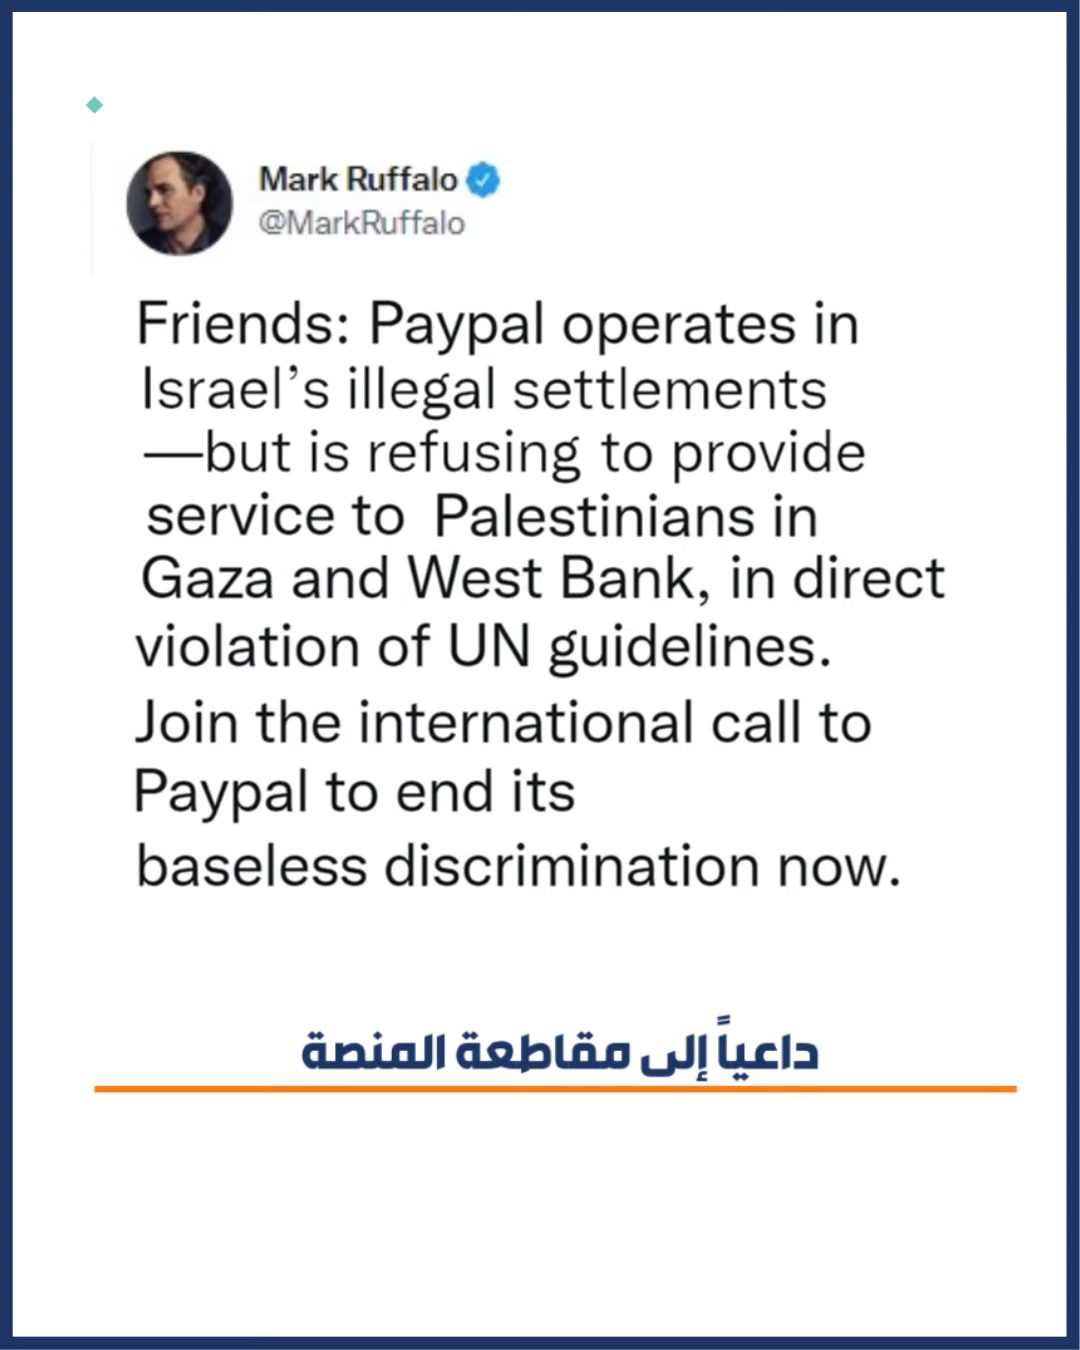 Mark Ruffalo
@MarkRuffalo
Friends: Paypal operates in
Israel’s illegal settlements
—but is refusing to provide
service to Palestinians in
Gaza and West Bank, in direct
violation of UN guidelines.
Join the international call to
Paypal to end its
baseless discrimination now.
داعياً إلى مقاطعة المنصة